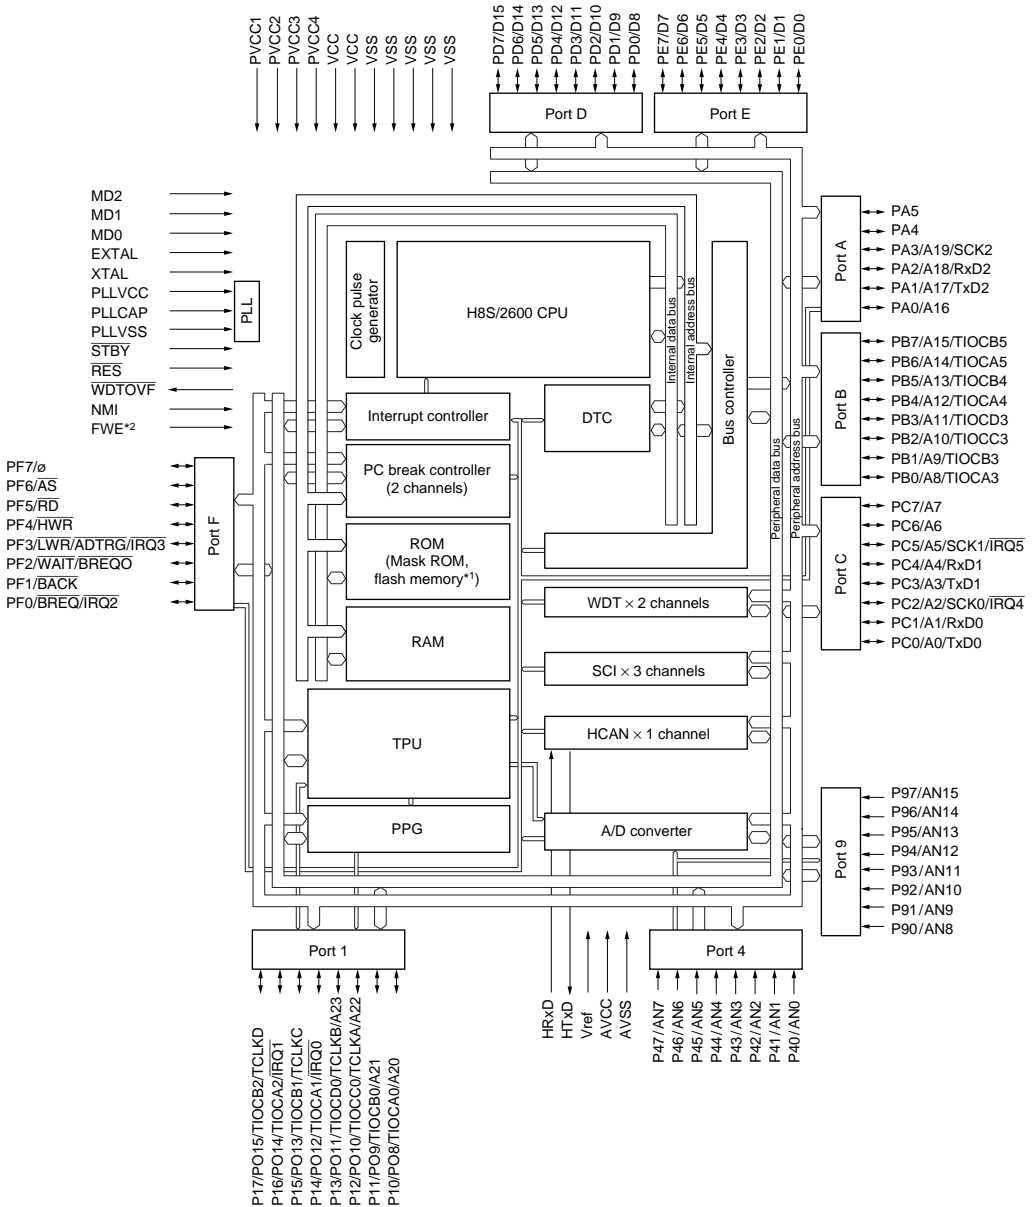 PVCC1
PVCC2
PVCC3
PVCC4
VCC
VCC
VSS
VSS
VSS
VSS
VSS
PD7/D15
PD6/D14
PD5/D13
PD4/D12
PD3/D11
PD2/D10
PD1/D9
PD0/D8
PE7/D7
PE6/D6
PE5/D5
PE4/D4
PE3/D3
PE2/D2
PE1/D1
PE0/D0
Port D
Port E
MD2
MD1
MD0
EXTAL
XTAL
PLLVCC
PLLCAP
PLLVSS
STBY
RES
WDTOVF
NMI
FWE*2
PLL
Clock pulse
generator
H8S/2600 CPU
Internal data bus
Internal address bus
Bus controller
Port A
PA5
PA4
PA3/A19/SCK2
PA2/A18/RxD2
PA1/A17/TxD2
PA0/A16
Interrupt controller
DTC
PC break controller
(2 channels)
Peripheral data bus
Peripheral address bus
Port B
PB7/A15/TIOCB5
PB6/A14/TIOCA5
PB5/A13/TIOCB4
PB4/A12/TIOCA4
PB3/A11/TIOCD3
PB2/A10/TIOCC3
PB1/A9/TIOCB3
PB0/A8/TIOCA3
PF7/ø
PF6/AS
PF5/RD
PF4/HWR
PF3/LWR/ADTRG/IRQ3
PF2/WAIT/BREQO
PF1/BACK
PF0/BREQ/IRQ2
Port F
ROM
(Mask ROM,
flash memory*1)
RAM
WDT × 2 channels
SCI × 3 channels
Port C
PC7/A7
PC6/A6
PC5/A5/SCK1/IRQ5
PC4/A4/RxD1
PC3/A3/TxD1
PC2/A2/SCK0/IRQ4
PC1/A1/RxD0
PC0/A0/TxD0
TPU
HCAN × 1 channel
PPG
A/D converter
Port 9
P97/AN15
P96/AN14
P95/AN13
P94/AN12
P93/AN11
P92/AN10
P91/AN9
P90/AN8
Port 1
Port 4
P17/PO15/TIOCB2/TCLKD
P16/PO14/TIOCA2/IRQ1
P15/PO13/TIOCB1/TCLKC
P14/PO12/TIOCA1/IRQ0
P13/PO11/TIOCD0/TCLKB/A23
P12/PO10/TIOCC0/TCLKA/A22
P11/PO9/TIOCB0/A21
P10/PO8/TIOCA0/A20
HRxD
HTxD
Vref
AVCC
AVSS
P47/AN7
P46/AN6
P45/AN5
P44/AN4
P43/AN3
P42/AN2
P41/AN1
P40/AN0